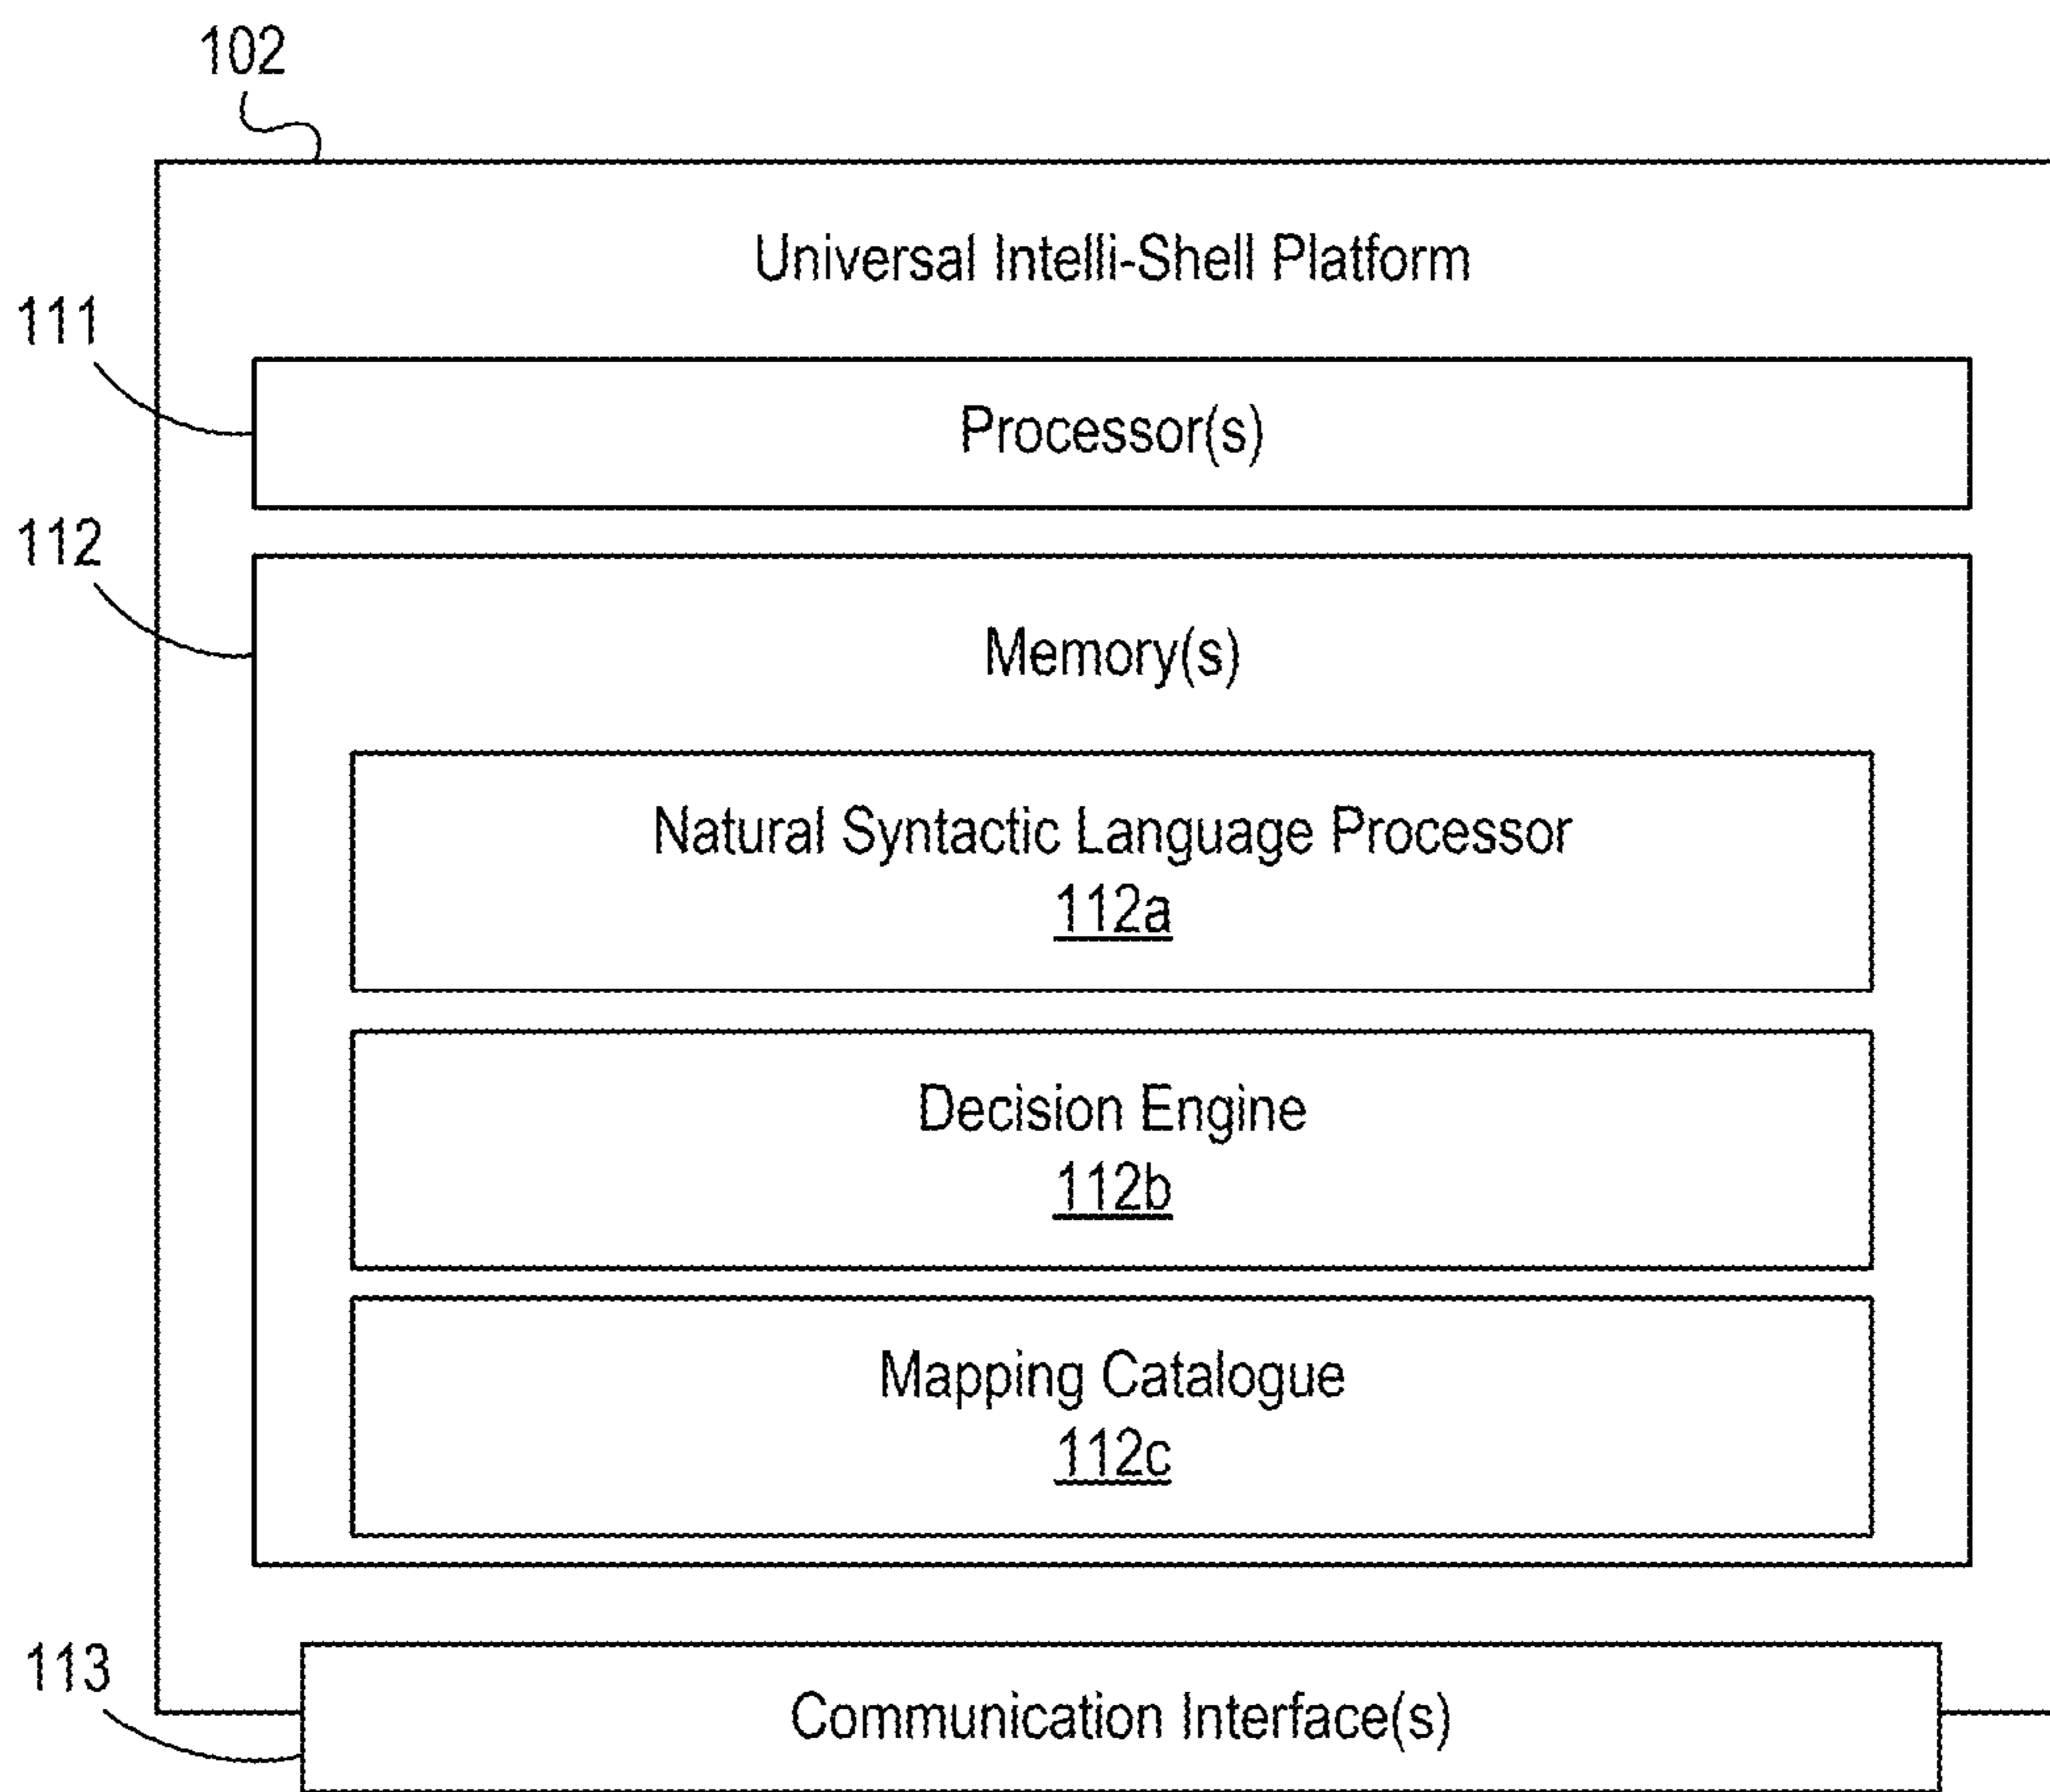 102
Universal Intelli-Shell Platform
111
Processor(s)
112
Memory(s)
Natural Syntactic Language Processor
112a
Decision Engine
112b
Mapping Catalogue
112c
113
Communication Interface(s)